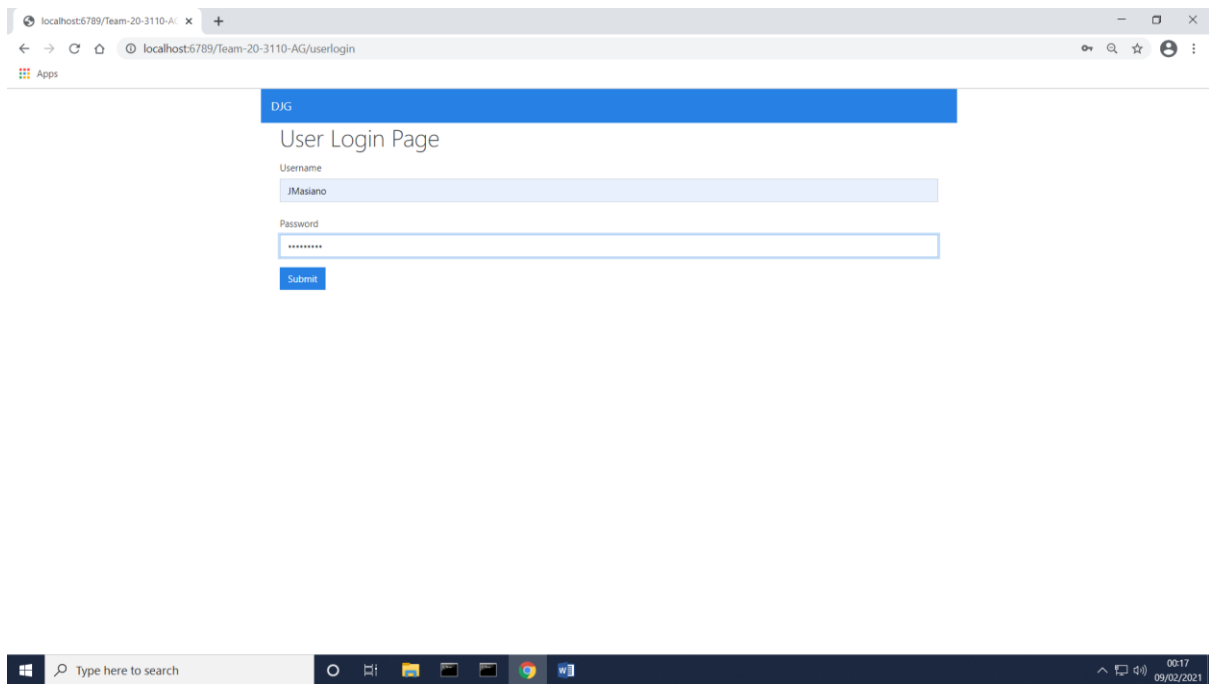 localhost:6789/Team-20-3110-AG
localhost:6789/Team-20-3110-AG/userlogin
Apps
DJG
User Login Page
Username
JMasiano
Password
•••••••••
Submit
Type here to search
00:17
09/02/2021